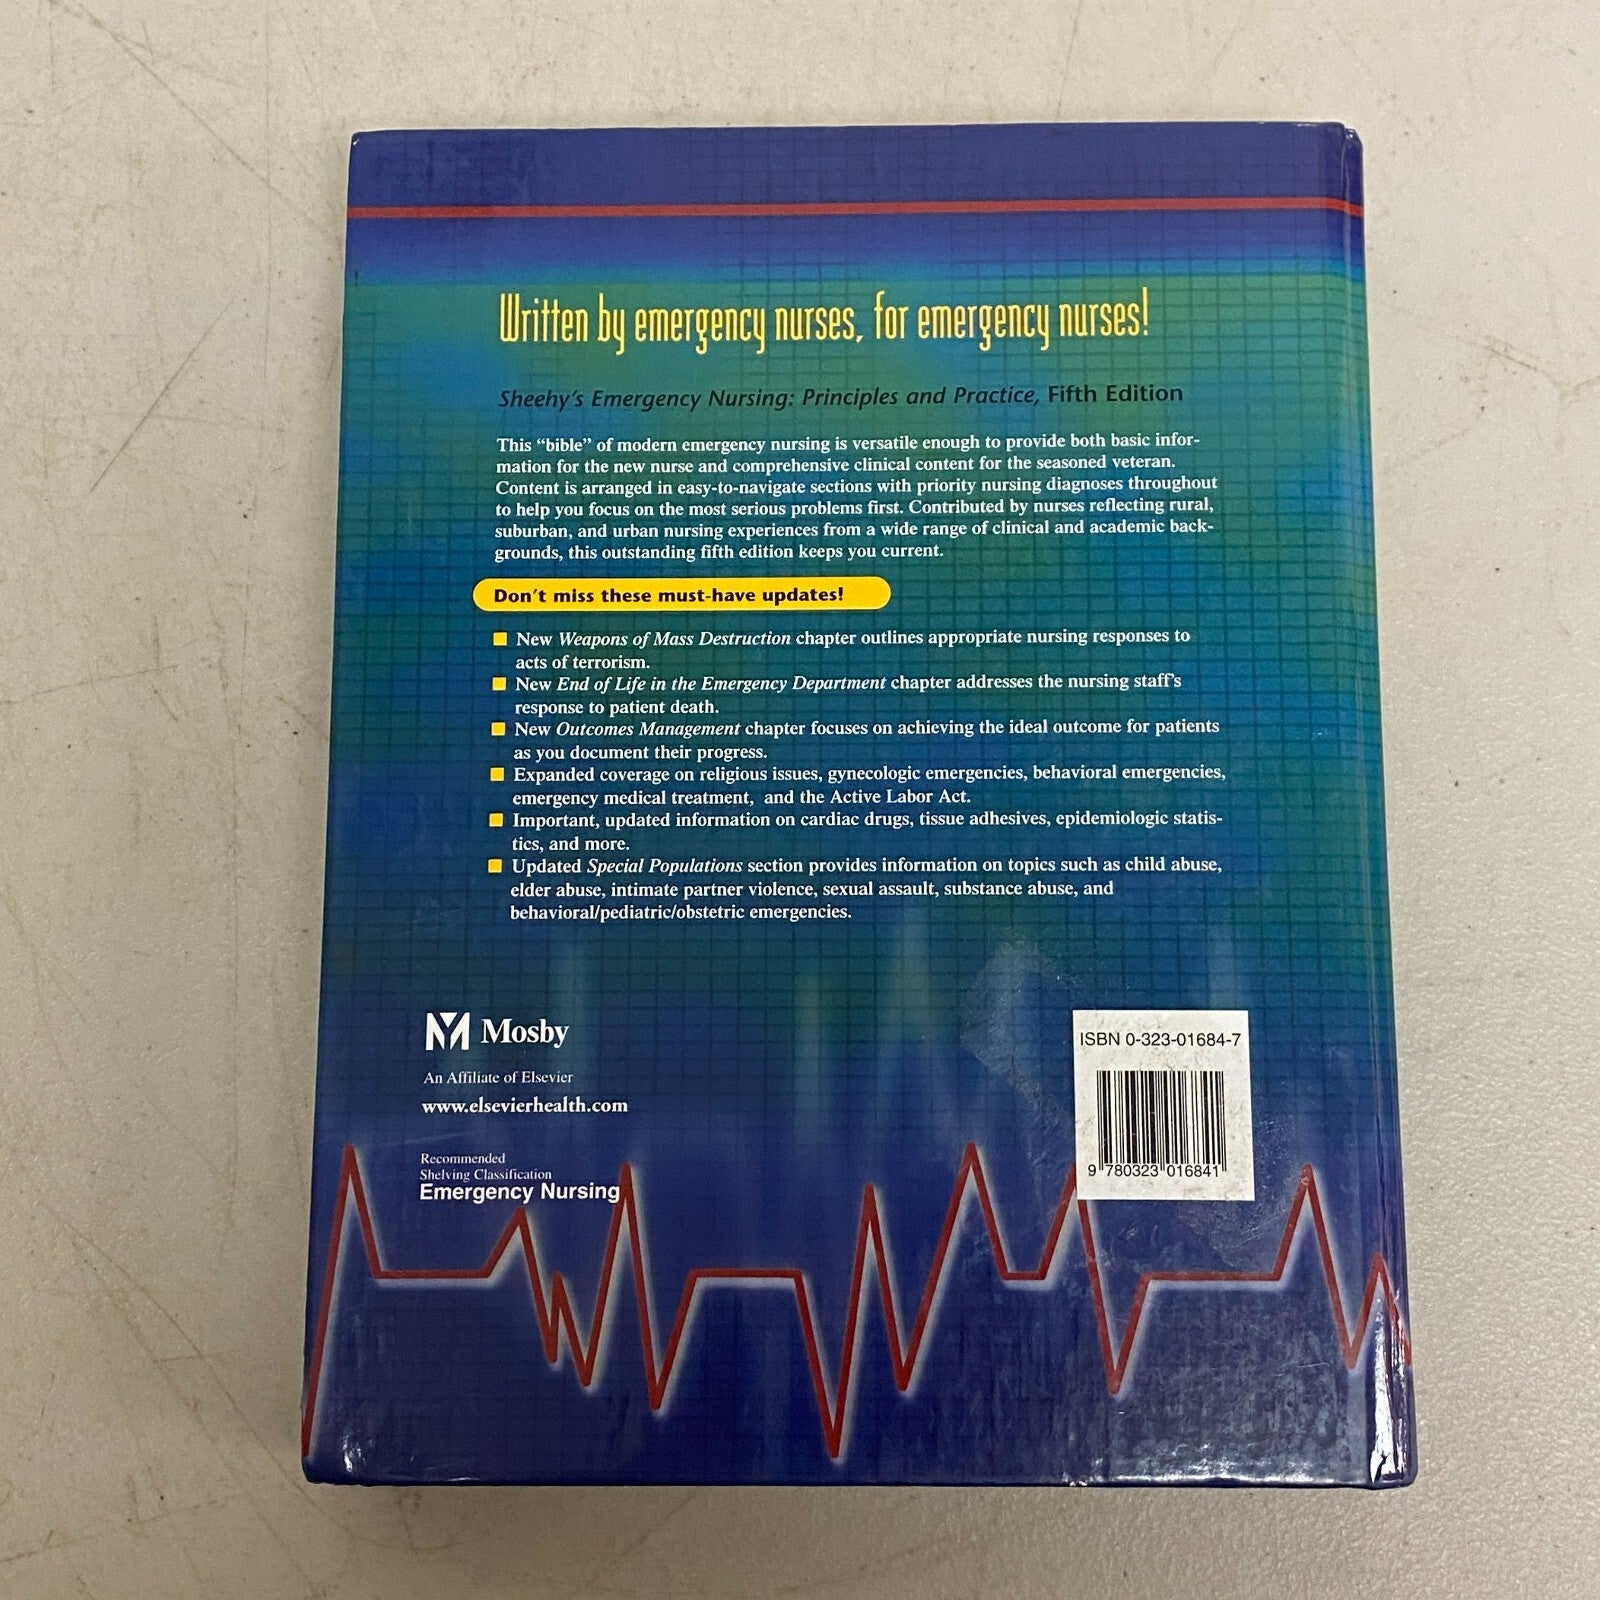 Written by emergency nurses, for emergency nurses!
Sheehy's Emergency Nursing: Principles and Practice, Fifth Edition
This "bible" of modern emergency nursing is versatile enough to provide both basic infor-
mation for the new nurse and comprehensive clinical content for the seasoned veteran.
Content is arranged in easy-to-navigate sections with priority nursing diagnoses throughout
to help you focus on the most serious problems first. Contributed by nurses reflecting rural,
suburban, and urban nursing experiences from a wide range of clinical and academic back-
grounds, this outstanding fifth edition keeps you current.
Don't miss these must-have updates!
New Weapons of Mass Destruction chapter outlines appropriate nursing responses to
acts of terrorism.
New End of Life in the Emergency Department chapter addresses the nursing staff's
response to patient death.
New Outcomes Management chapter focuses on achieving the ideal outcome for patients
as you document their progress.
Expanded coverage on religious issues, gynecologic emergencies, behavioral emergencies,
emergency medical treatment, and the Active Labor Act.
Important, updated information on cardiac drugs, tissue adhesives, epidemiologic statis-
tics, and more.
Updated Special Populations section provides information on topics such as child abuse,
elder abuse, intimate partner violence, sexual assault, substance abuse, and
behavioral/pediatric/obstetric emergencies.
Mosby
An Affiliate of Elsevier
www.elsevierhealth.com
Recommended
Shelving Classification
Emergency Nursing
ISBN 0-323-01684-7
9 780323 016841